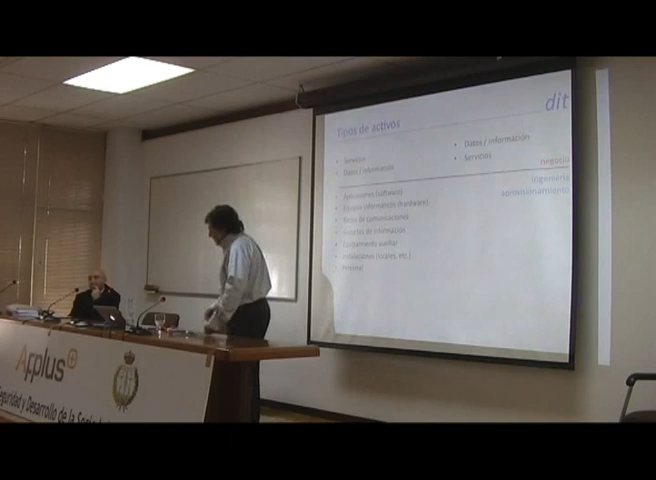 dit
Tipos de activos
• Servicios
• Datos / información
• Datos / información
• Servicios
negocio
ingeniería
aprovisionamiento
• Aplicaciones (software)
• Equipos informáticos (hardware)
• Redes de comunicaciones
• Soportes de información
• Equipamiento auxiliar
• Instalaciones (locales, etc.)
• Personal
Applus+
Seguridad y Desarrollo de la